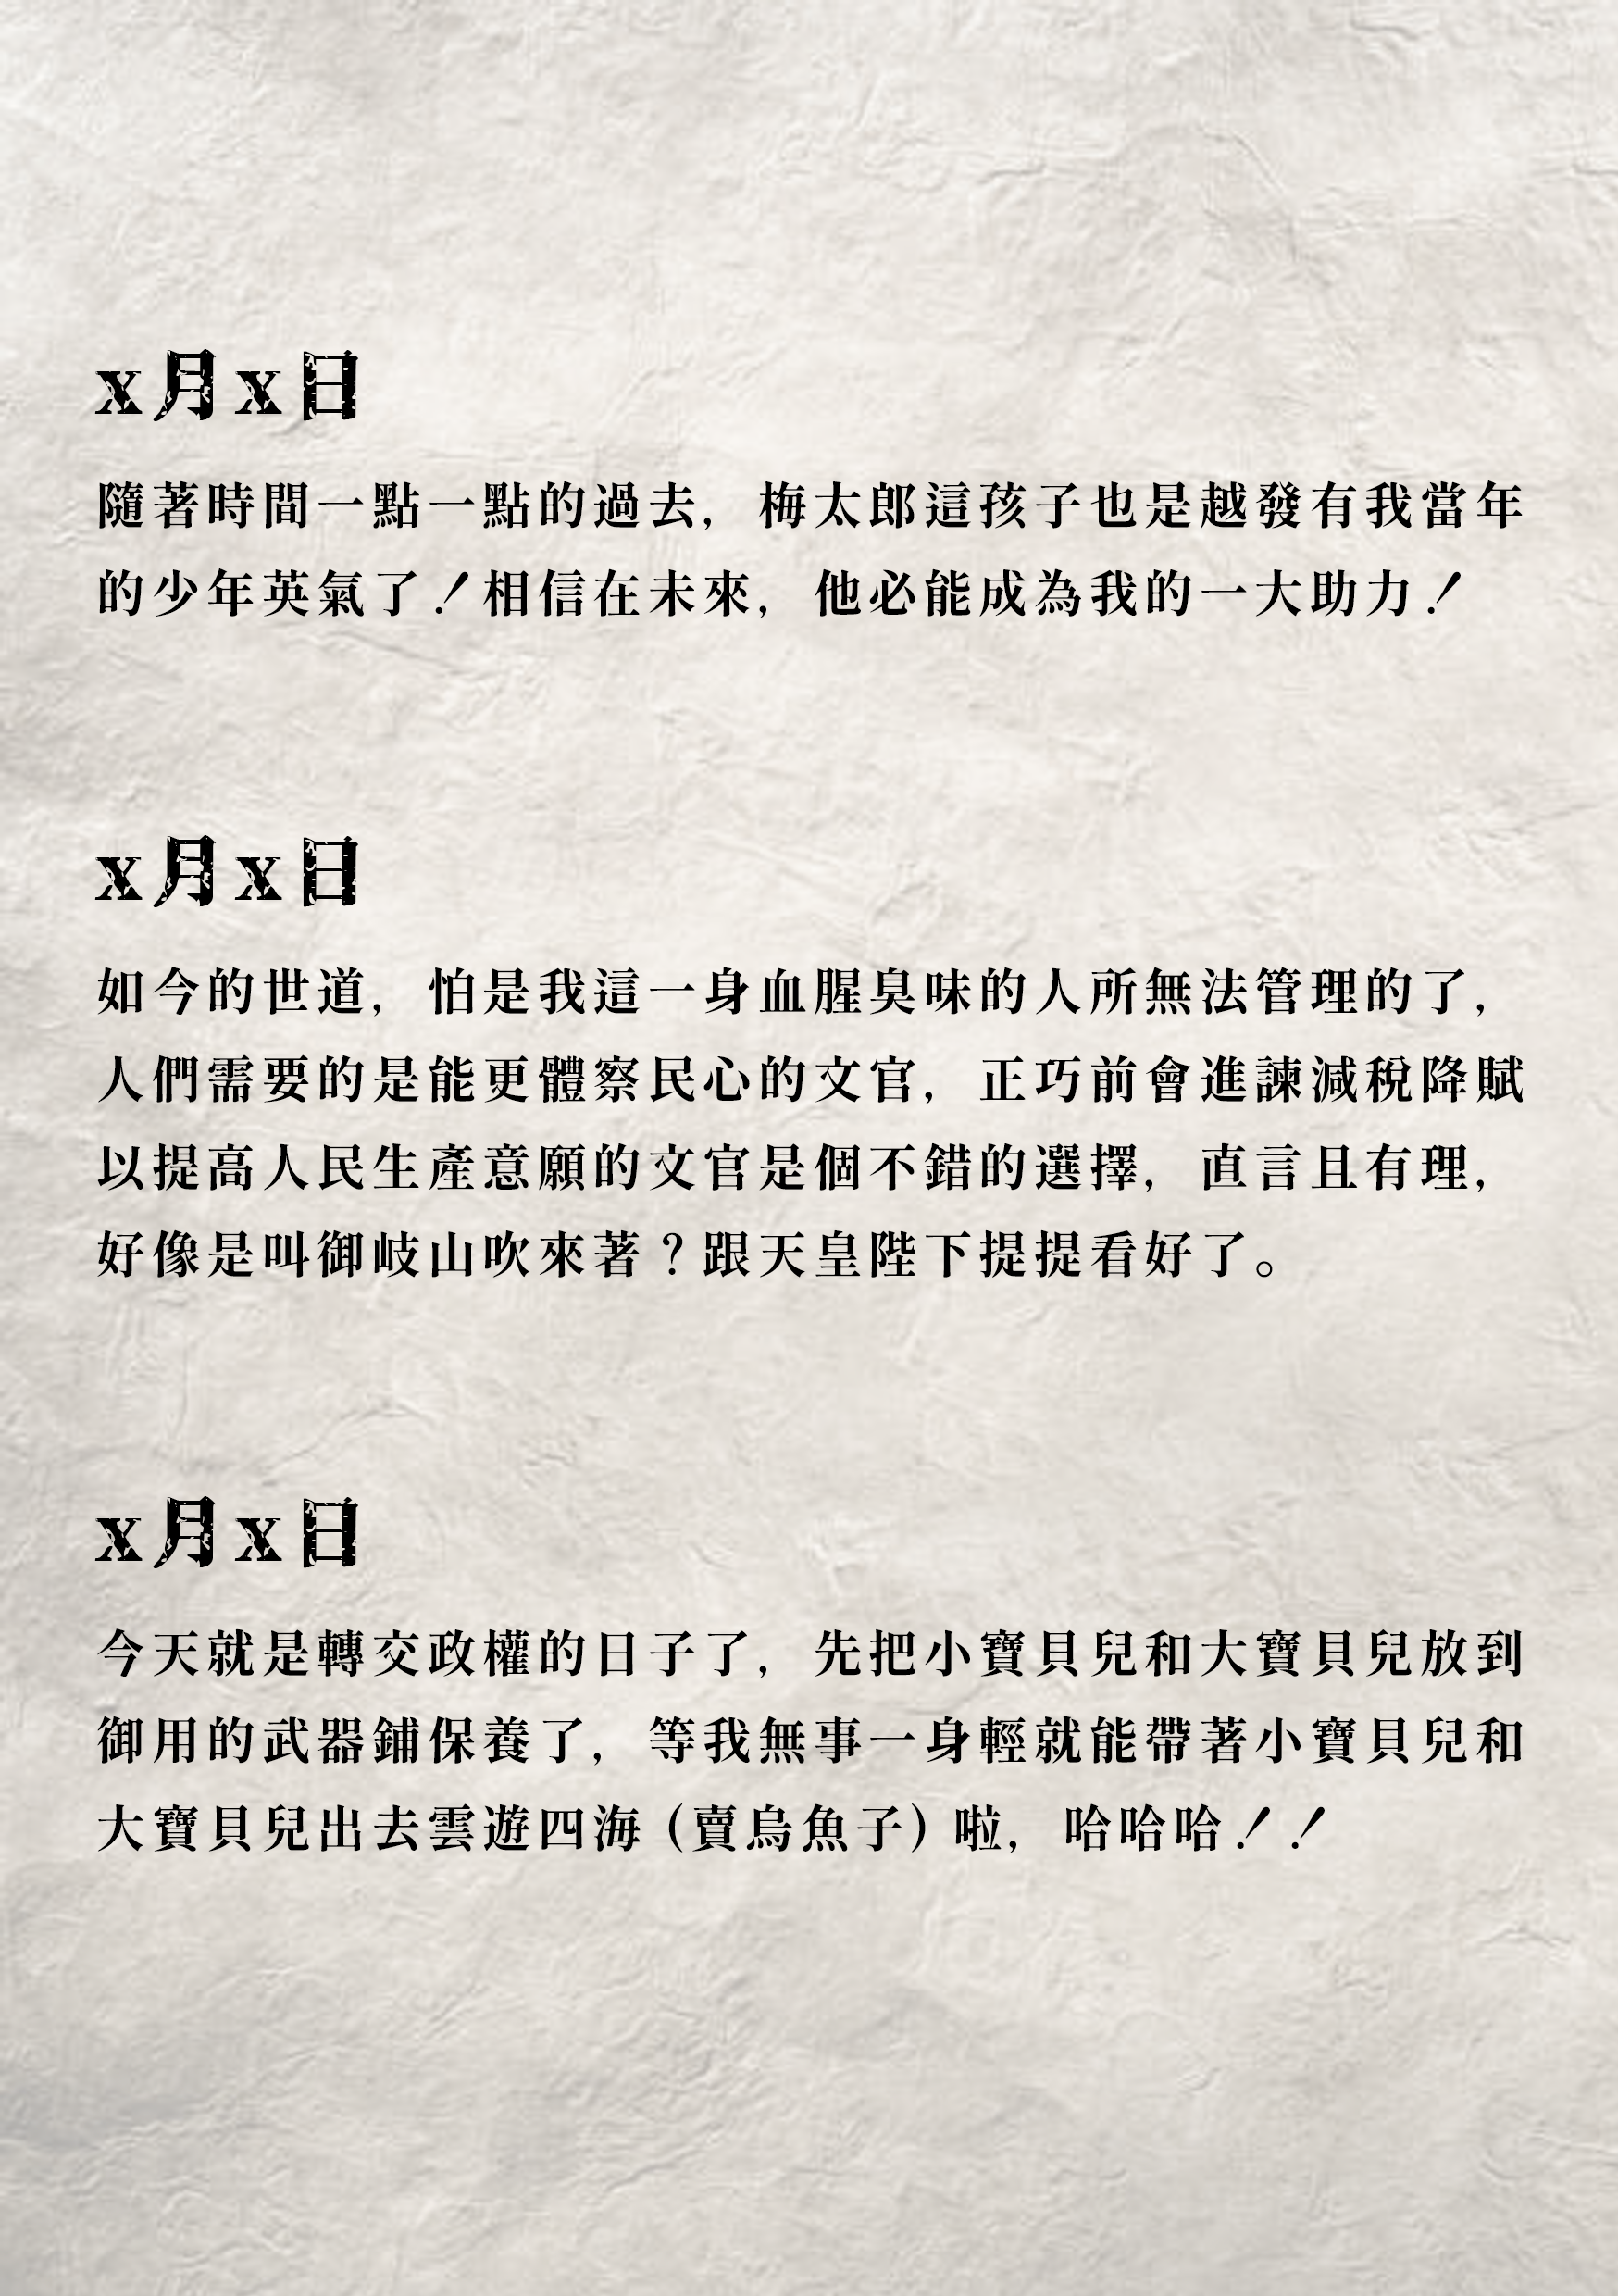 x月x日
隨著時間一點一點的過去，梅太郎這孩子也是越發有我當年
的少年英氣了！相信在未來，他必能成為我的一大助力！
x月x日
如今的世道，怕是我這一身血腥臭味的人所無法管理的了，
人們需要的是能更體察民心的文官，正巧前會進諫減稅降賦
以提高人民生產意願的文官是個不錯的選擇，直言且有理，
好像是叫御岐山吹來著？跟天皇陛下提提看好了。
x月x日
今天就是轉交政權的日子了，先把小寶貝兒和大寶貝兒放到
御用的武器鋪保養了，等我無事一身輕就能帶著小寶貝兒和
大寶貝兒出去雲遊四海（賣烏魚子）啦，哈哈哈！！